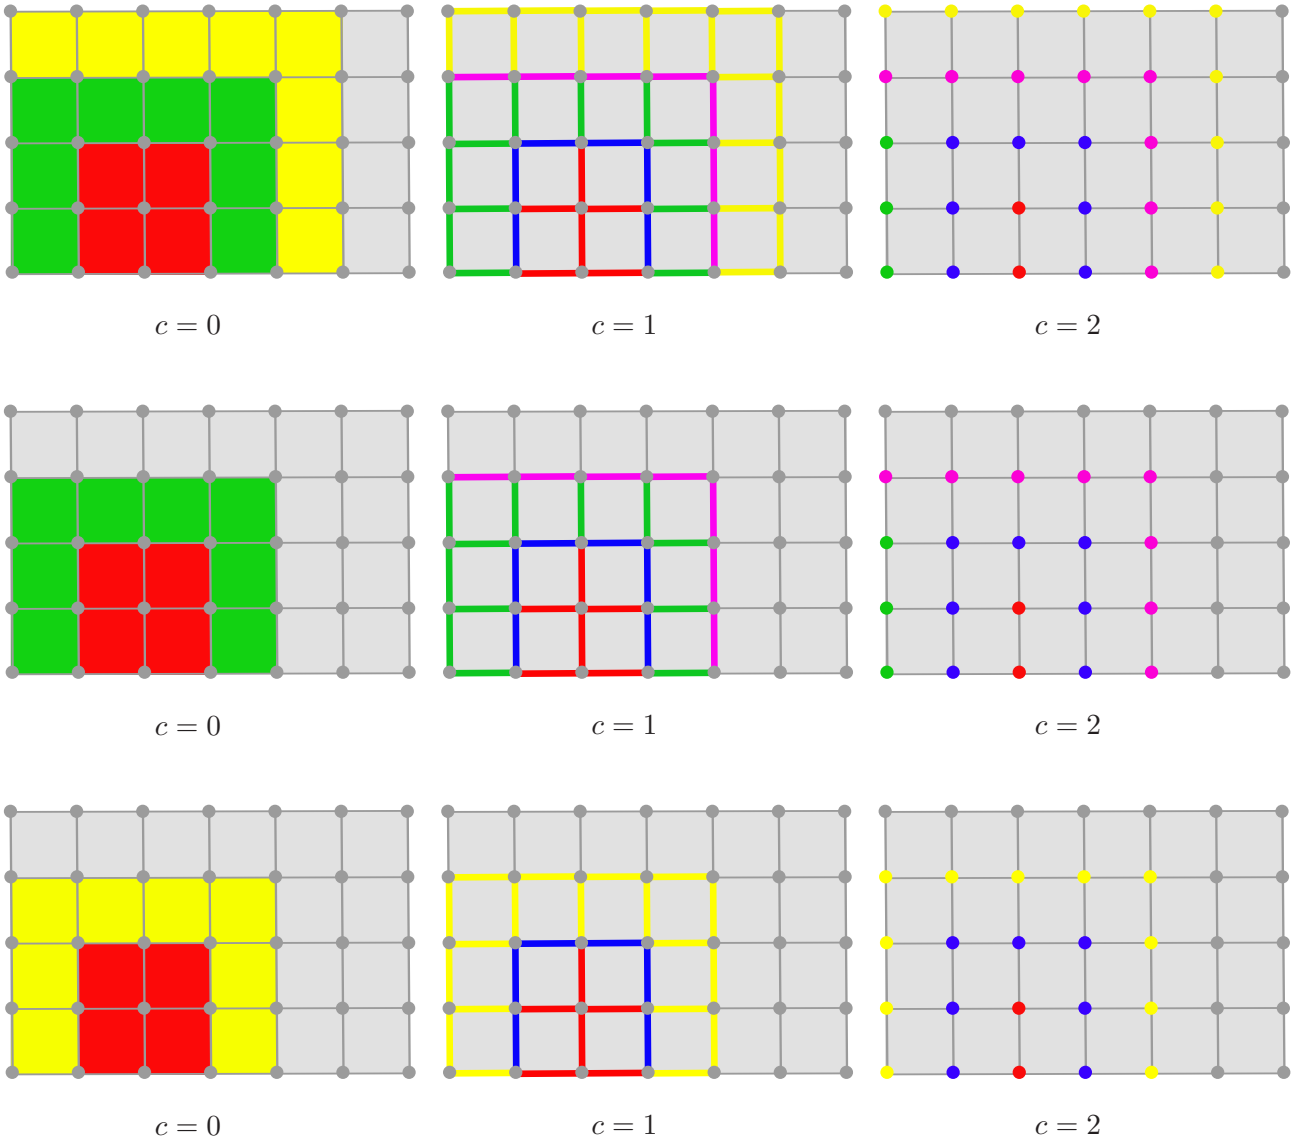 c = 0 c = 1 c = 2
c = 0 c = 1 c = 2
c = 0 c = 1 c = 2